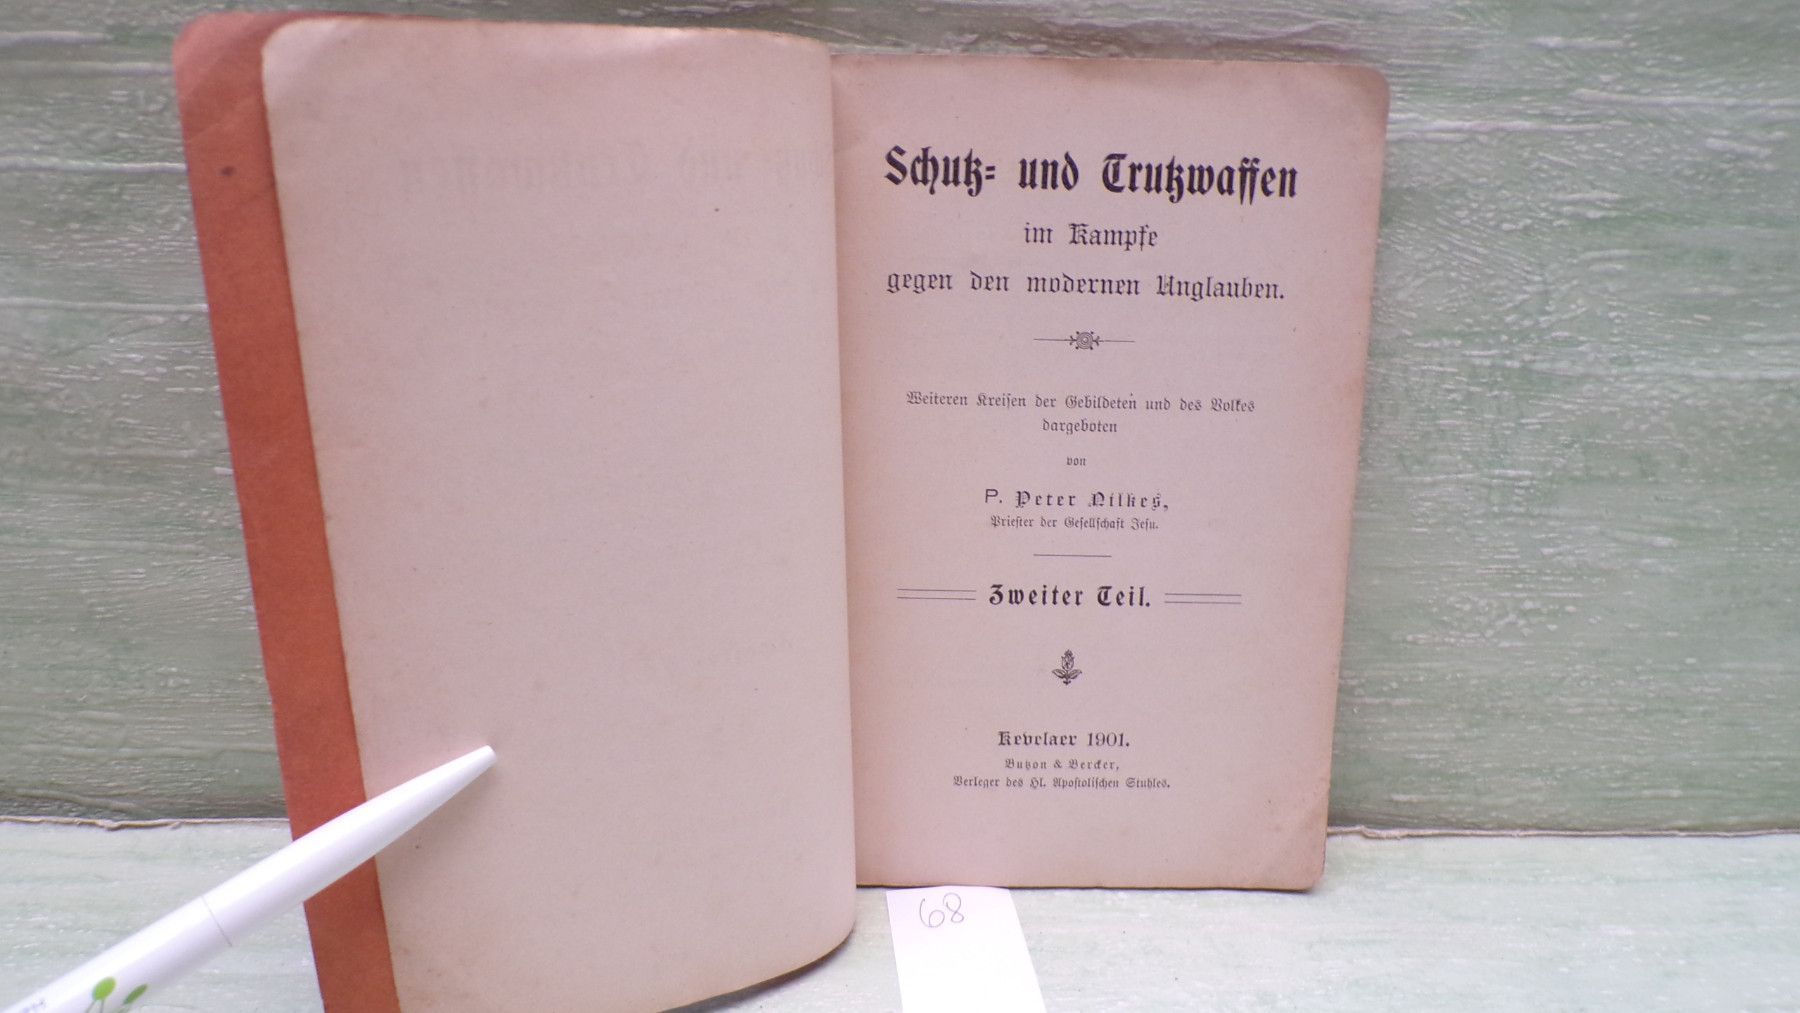 Schutz- und Trutzwaffen
im Kampfe
gegen den modernen Unglauben.
Weiteren Kreisen der Gebildeten und des Volkes
dargeboten
von
P. Peter Nilkes,
Priester der Gesellschaft Jesu.
Zweiter Teil.
Kevelaer 1901.
Butzon & Bercker,
Verleger des Hl. Apostolischen Stuhles.
68